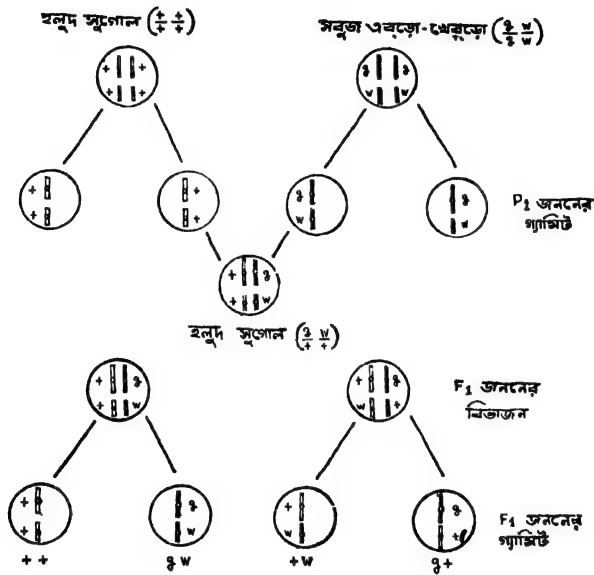 হলুদ সুগোল (+/+ +/+) সবুজ এবড়ো-খেবড়ো (g/g w/w)
+ + g g
+ + w w
+ + g g
+ + w w
P1 জননের
গ্যামিট
+ g
+ w
হলুদ সুগোল (g/+ w/+)
+ g + g
+ w w +
F1 জননের
বিভাজন
+ g + g
+ w w +
F1 জননের
গ্যামিট
+ + g w + w g +